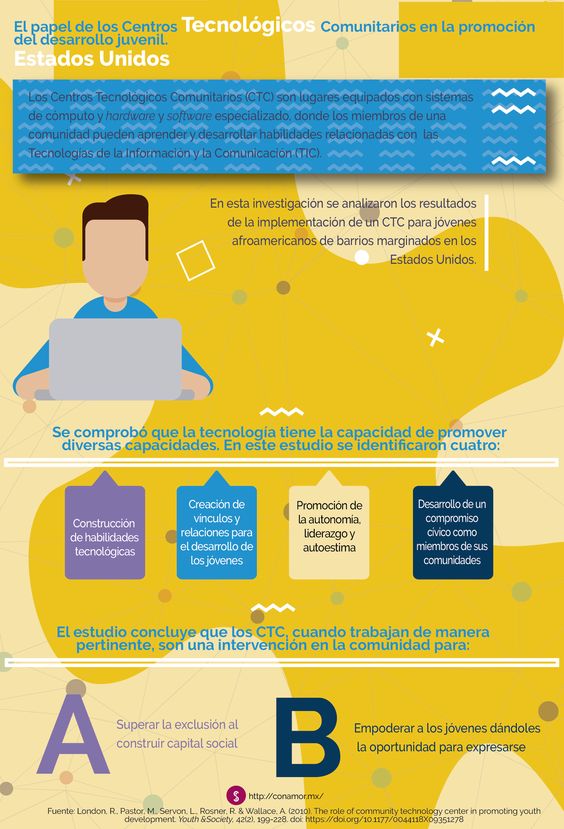 El papel de los Centros Tecnológicos Comunitarios en la promoción
del desarrollo juvenil.
Estados Unidos
Los Centros Tecnológicos Comunitarios (CTC) son lugares equipados con sistemas
de cómputo y hardware y software especializado, donde los miembros de una
comunidad pueden aprender y desarrollar habilidades relacionadas con las
Tecnologías de la Información y la Comunicación (TIC).
En esta investigación se analizaron los resultados
de la implementación de un CTC para jóvenes
afroamericanos de barrios marginados en los
Estados Unidos.
Se comprobó que la tecnología tiene la capacidad de promover
diversas capacidades. En este estudio se identificaron cuatro:
Construcción
de habilidades
tecnológicas
Creación de
vínculos y
relaciones para
el desarrollo de
los jóvenes
Promoción de
la autonomía,
liderazgo y
autoestima
Desarrollo de un
compromiso
cívico como
miembros de sus
comunidades
El estudio concluye que los CTC, cuando trabajan de manera
pertinente, son una intervención en la comunidad para:
A
Superar la exclusión al
construir capital social
B
Empoderar a los jóvenes dándoles
la oportunidad para expresarse
http://conamor.mx/
Fuente: London, R., Pastor, M., Servon, L., Rosner, R. & Wallace, A. (2010). The role of community technology center in promoting youth
development. Youth &Society, 42(2), 199-228. doi: https://doi.org/10.1177/0044118X09351278